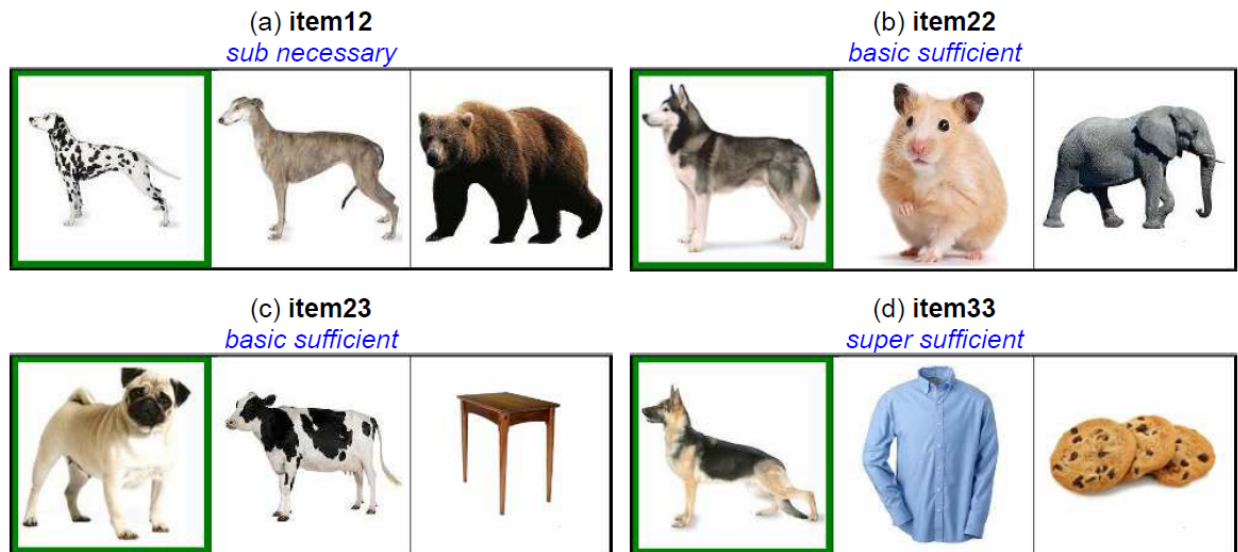 (a) item12
sub necessary
(b) item22
basic sufficient
(c) item23
basic sufficient
(d) item33
super sufficient